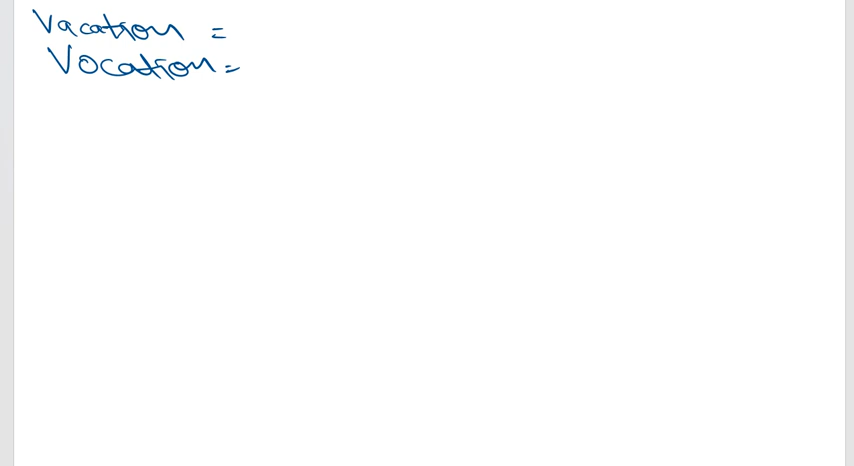 Vacation =
Vocation =